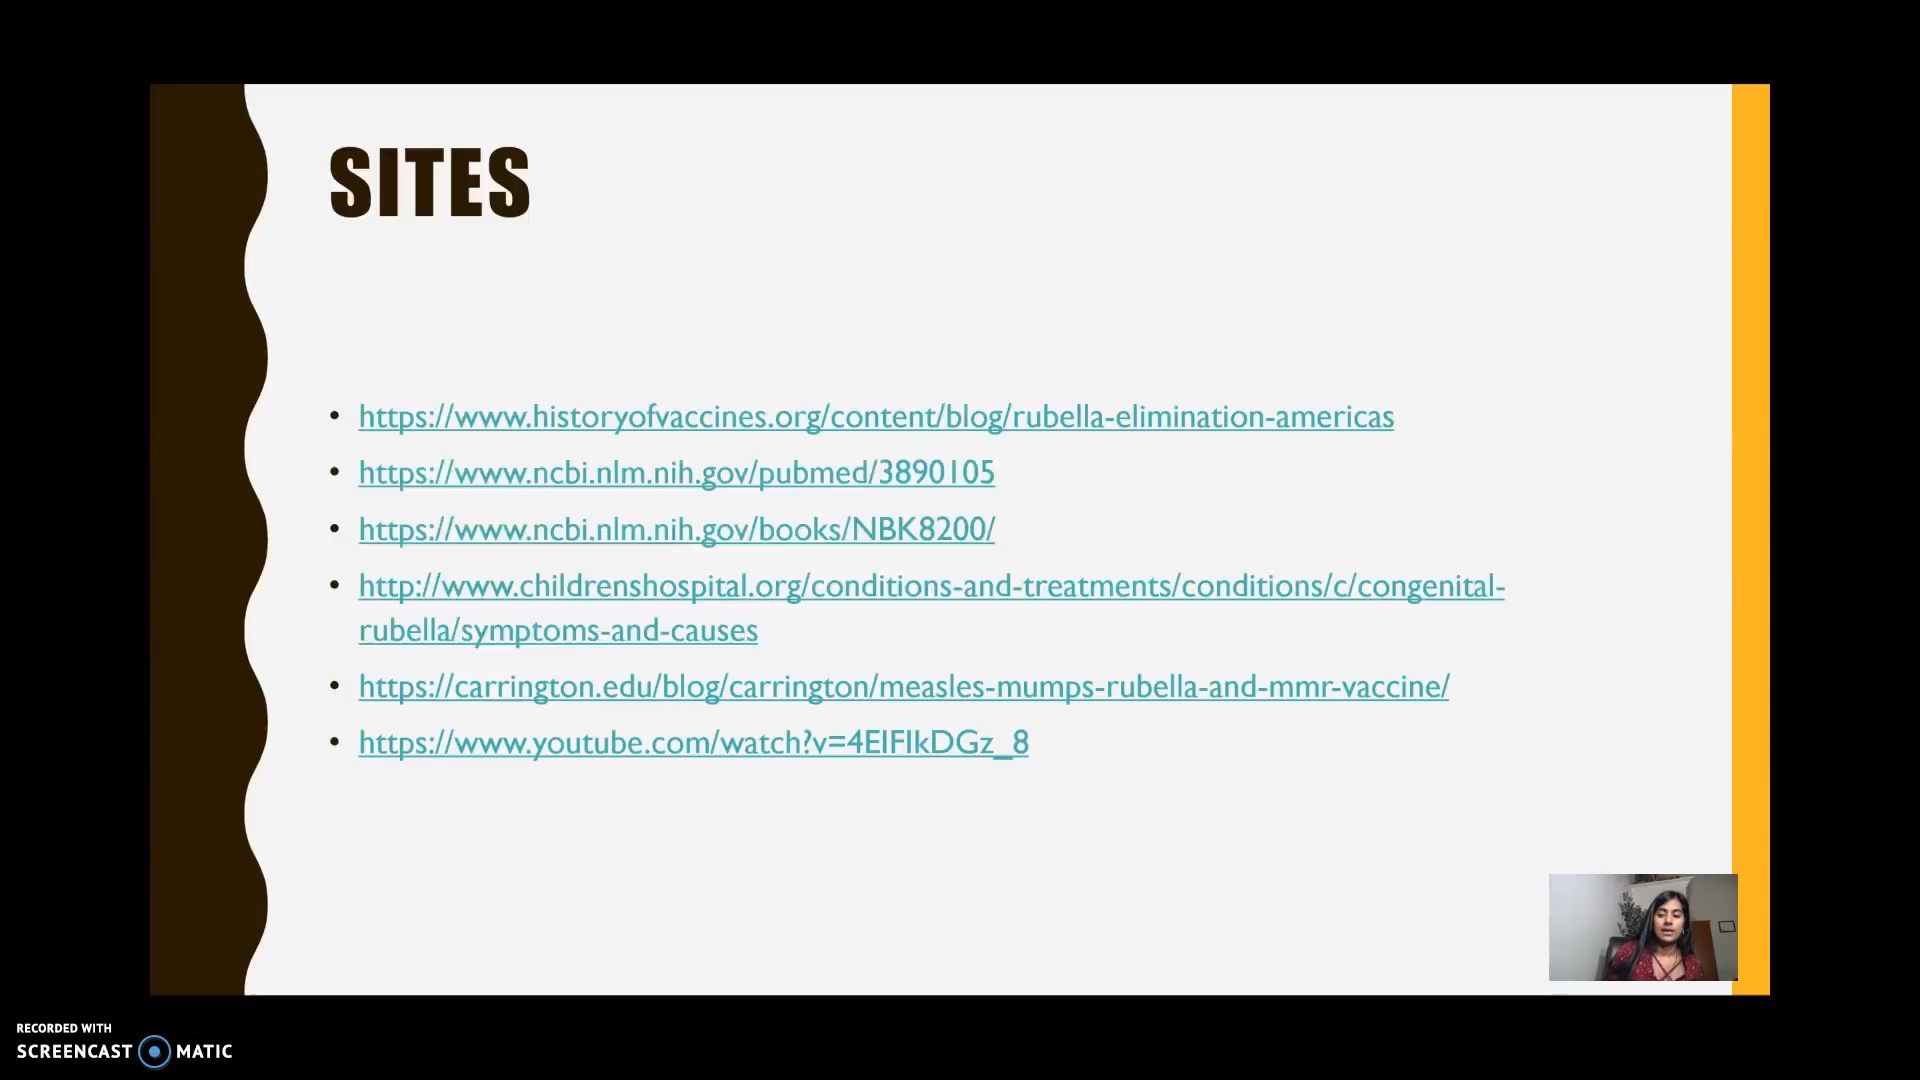 SITES
• https://www.historyofvaccines.org/content/blog/rubella-elimination-americas
• https://www.ncbi.nlm.nih.gov/pubmed/3890105
• https://www.ncbi.nlm.nih.gov/books/NBK8200/
• http://www.childrenshospital.org/conditions-and-treatments/conditions/c/congenital-
rubella/symptoms-and-causes
• https://carrington.edu/blog/carrington/measles-mumps-rubella-and-mmr-vaccine/
• https://www.youtube.com/watch?v=4EIFIkDGz_8
RECORDED WITH
SCREENCAST MATIC